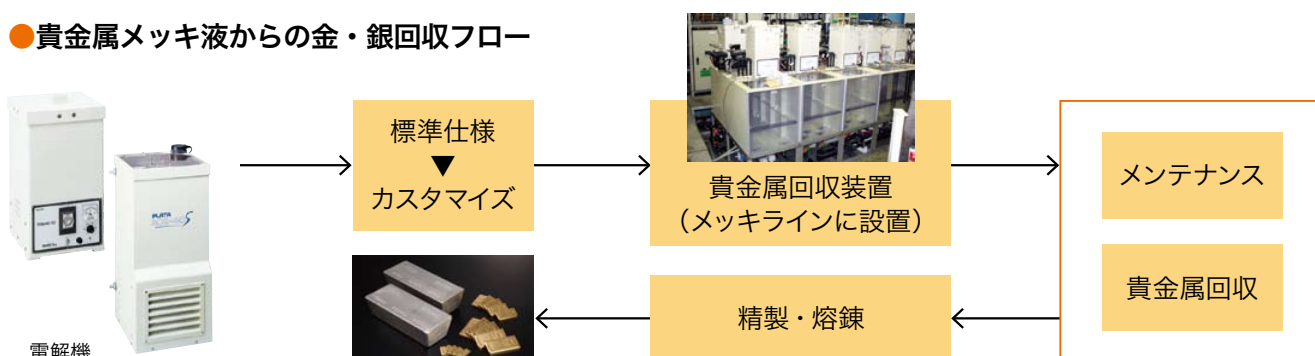 ●貴金属メッキ液からの金・銀回収フロー
標準仕様
▼
カスタマイズ
貴金属回収装置
（メッキラインに設置）
メンテナンス
貴金属回収
精製・熔錬
PLATA
電解機